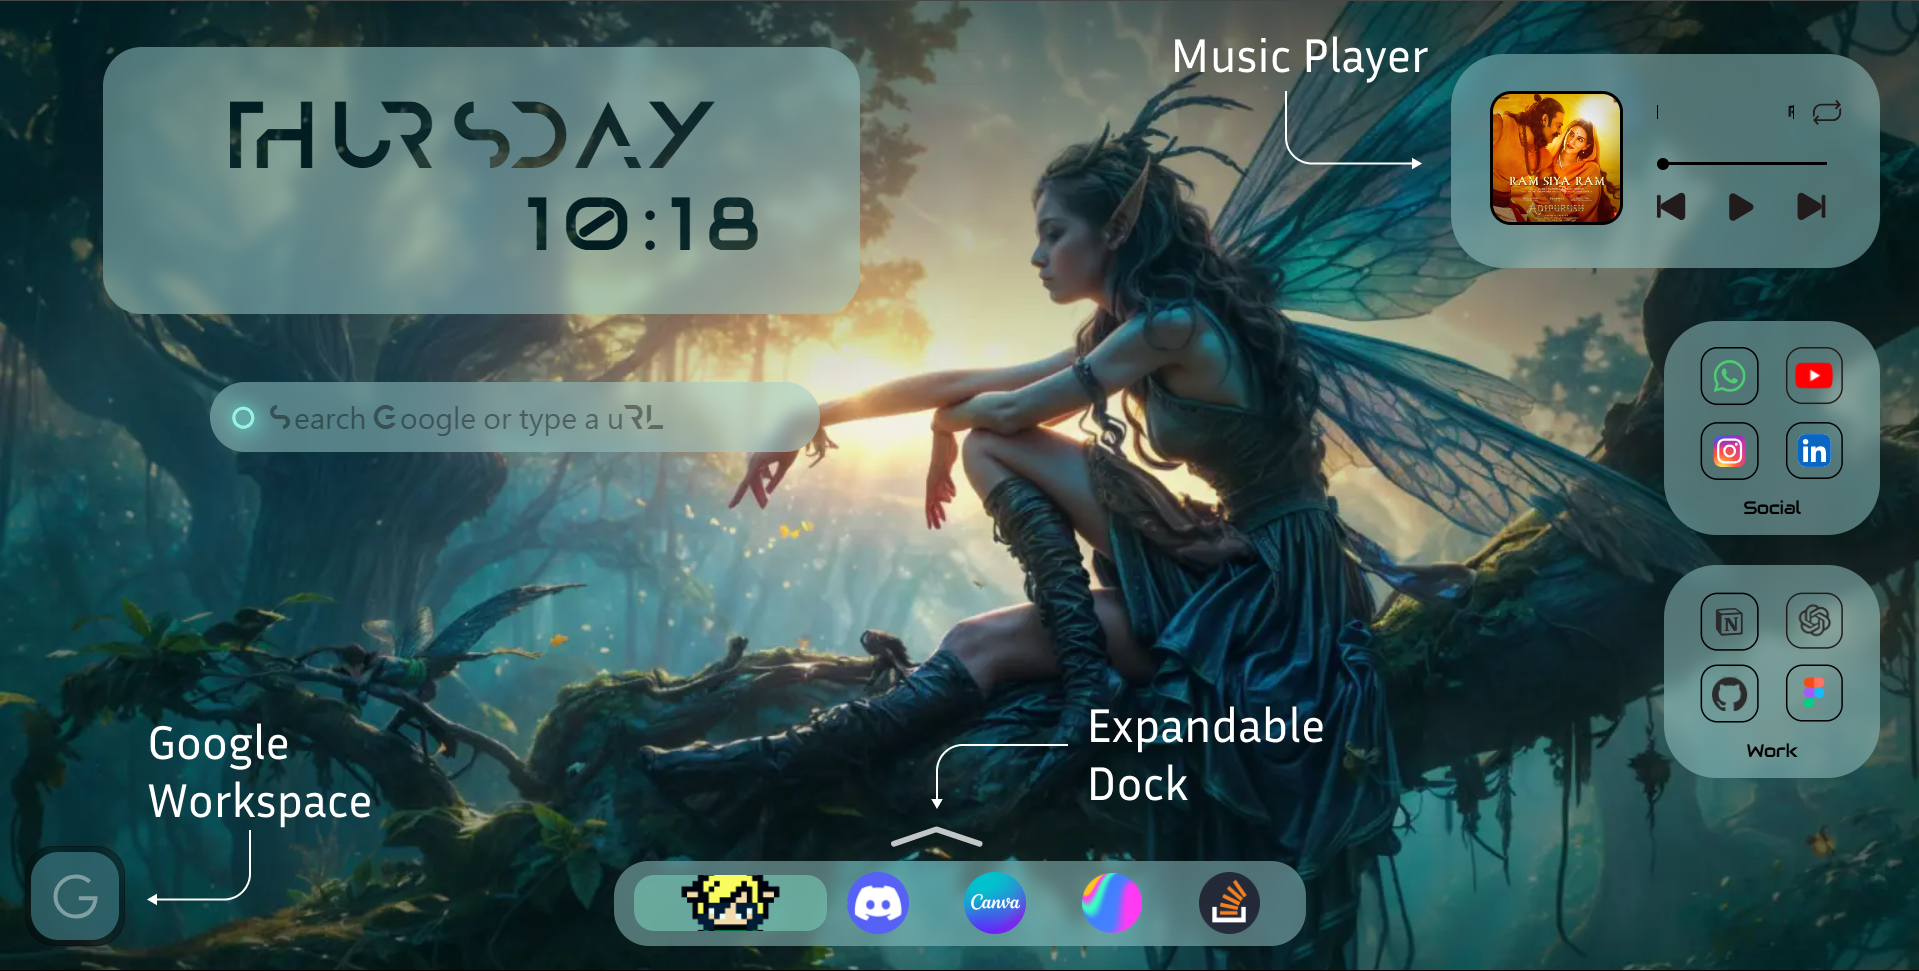 THURSDAY
10:18
Search Google or type a uRL
Music Player
RAM SIYA RAM
ADIPURUSH
in
Social
N
Work
Google
Workspace
G
Expandable
Dock
Canva